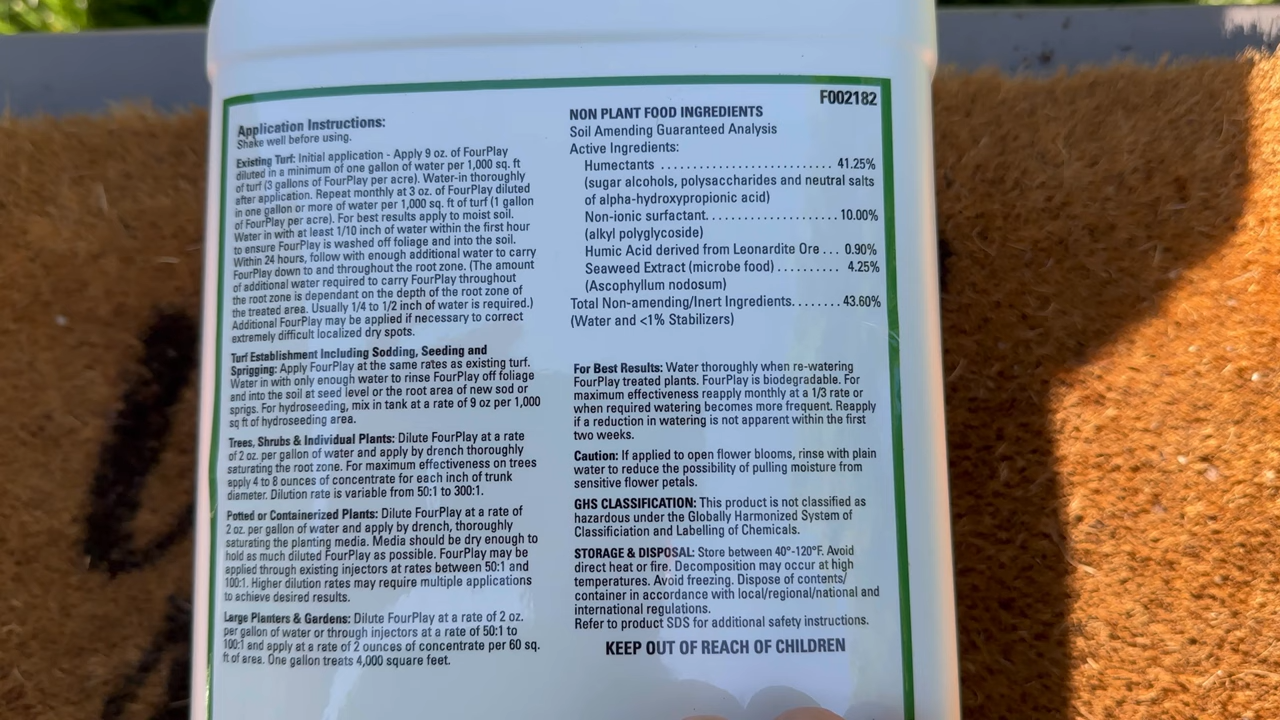 Application Instructions:
Shake well before using.
Existing Turf: Initial application - Apply 9 oz. of FourPlay
diluted in a minimum of one gallon of water per 1,000 sq. ft
of turf (3 gallons of FourPlay per acre). Water-in thoroughly
after application. Repeat monthly at 3 oz. of FourPlay diluted
in one gallon or more of water per 1,000 sq. ft of turf (1 gallon
of FourPlay per acre). For best results apply to moist soil.
Water in with at least 1/10 inch of water within the first hour
to ensure FourPlay is washed off foliage and into the soil.
Within 24 hours, follow with enough additional water to carry
FourPlay down to and throughout the root zone. (The amount
of additional water required to carry FourPlay throughout
the root zone is dependant on the depth of the root zone of
the treated area. Usually 1/4 to 1/2 inch of water is required.)
Additional FourPlay may be applied if necessary to correct
extremely difficult localized dry spots.
Turf Establishment Including Sodding, Seeding and
Sprigging: Apply FourPlay at the same rates as existing turf.
Water in with only enough water to rinse FourPlay off foliage
and into the soil at seed level or the root area of new sod or
sprigs. For hydroseeding, mix in tank at a rate of 9 oz per 1,000
sq ft of hydroseeding area.
Trees, Shrubs & Individual Plants: Dilute FourPlay at a rate
of 2 oz. per gallon of water and apply by drench thoroughly
saturating the root zone. For maximum effectiveness on trees
apply 4 to 8 ounces of concentrate for each inch of trunk
diameter. Dilution rate is variable from 50:1 to 300:1.
Potted or Containerized Plants: Dilute FourPlay at a rate of
2 oz. per gallon of water and apply by drench, thoroughly
saturating the planting media. Media should be dry enough to
hold as much diluted FourPlay as possible. FourPlay may be
applied through existing injectors at rates between 50:1 and
100:1. Higher dilution rates may require multiple applications
to achieve desired results.
Large Planters & Gardens: Dilute FourPlay at a rate of 2 oz.
per gallon of water or through injectors at a rate of 50:1 to
100:1 and apply at a rate of 2 ounces of concentrate per 60 sq.
ft of area. One gallon treats 4,000 square feet.
F002182
NON PLANT FOOD INGREDIENTS
Soil Amending Guaranteed Analysis
Active Ingredients:
Humectants .......................... 41.25%
(sugar alcohols, polysaccharides and neutral salts
of alpha-hydroxypropionic acid)
Non-ionic surfactant.................... 10.00%
(alkyl polyglycoside)
Humic Acid derived from Leonardite Ore ... 0.90%
Seaweed Extract (microbe food) .......... 4.25%
(Ascophyllum nodosum)
Total Non-amending/Inert Ingredients........ 43.60%
(Water and <1% Stabilizers)
For Best Results: Water thoroughly when re-watering
FourPlay treated plants. FourPlay is biodegradable. For
maximum effectiveness reapply monthly at a 1/3 rate or
when required watering becomes more frequent. Reapply
if a reduction in watering is not apparent within the first
two weeks.
Caution: If applied to open flower blooms, rinse with plain
water to reduce the possibility of pulling moisture from
sensitive flower petals.
GHS CLASSIFICATION: This product is not classified as
hazardous under the Globally Harmonized System of
Classificiation and Labelling of Chemicals.
STORAGE & DISPOSAL: Store between 40°-120°F. Avoid
direct heat or fire. Decomposition may occur at high
temperatures. Avoid freezing. Dispose of contents/
container in accordance with local/regional/national and
international regulations.
Refer to product SDS for additional safety instructions.
KEEP OUT OF REACH OF CHILDREN